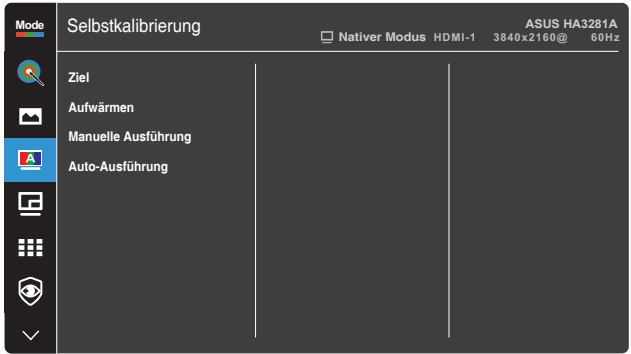 Mode
Selbstkalibrierung
ASUS HA3281A
Nativer Modus HDMI-1 3840x2160@ 60Hz
Ziel
Aufwärmen
Manuelle Ausführung
Auto-Ausführung
A